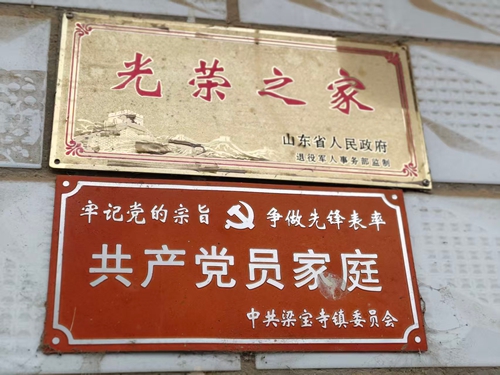 光荣之家
山东省人民政府
退役军人事务部监制
牢记党的宗旨 争做先锋表率
共产党员家庭
中共梁宝寺镇委员会